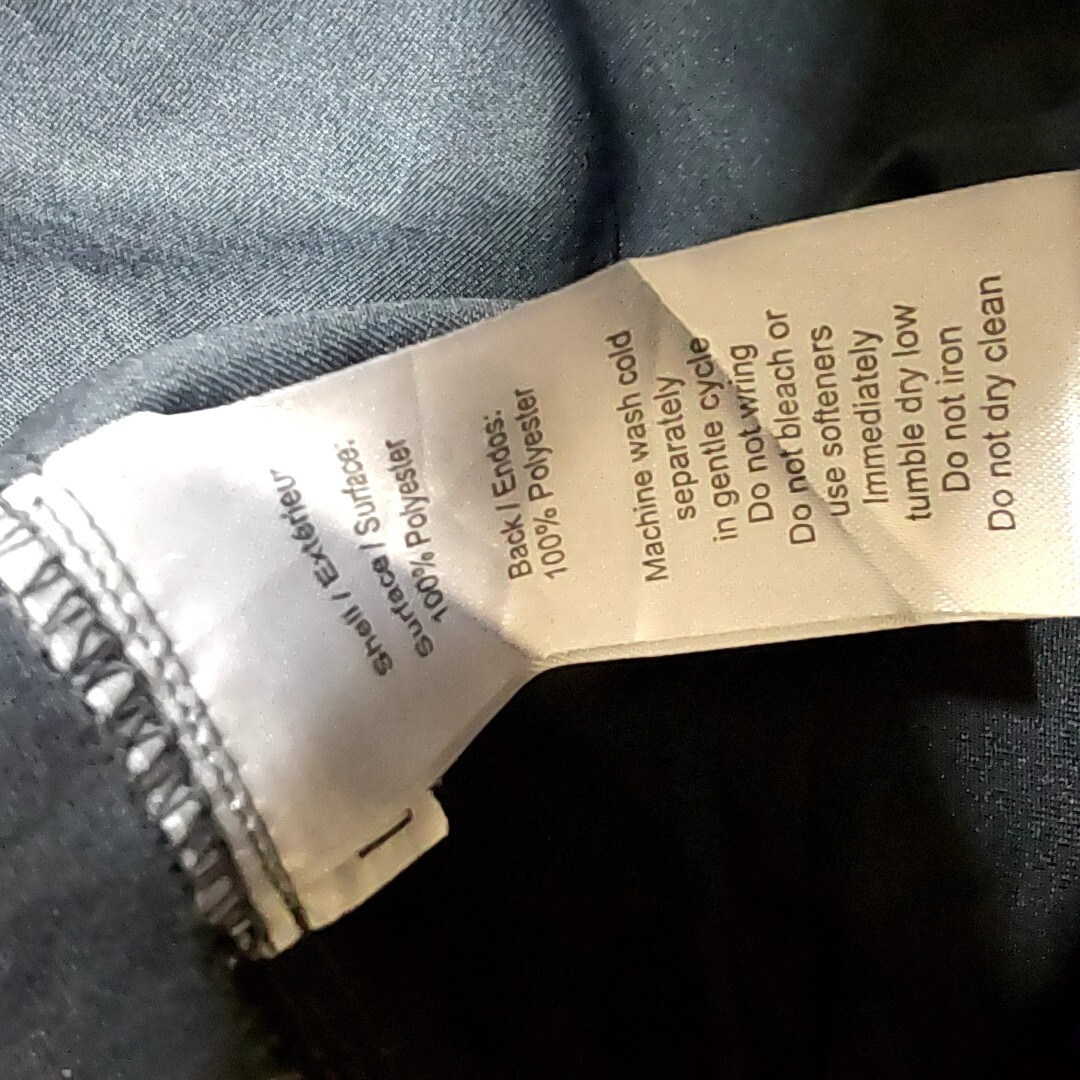 Shell / Extérieur
Surface / Surface:
100% Polyester
Back / Endos:
100% Polyester
Machine wash cold
separately
in gentle cycle
Do not wring
Do not bleach or
use softeners
Immediately
tumble dry low
Do not iron
Do not dry clean
L